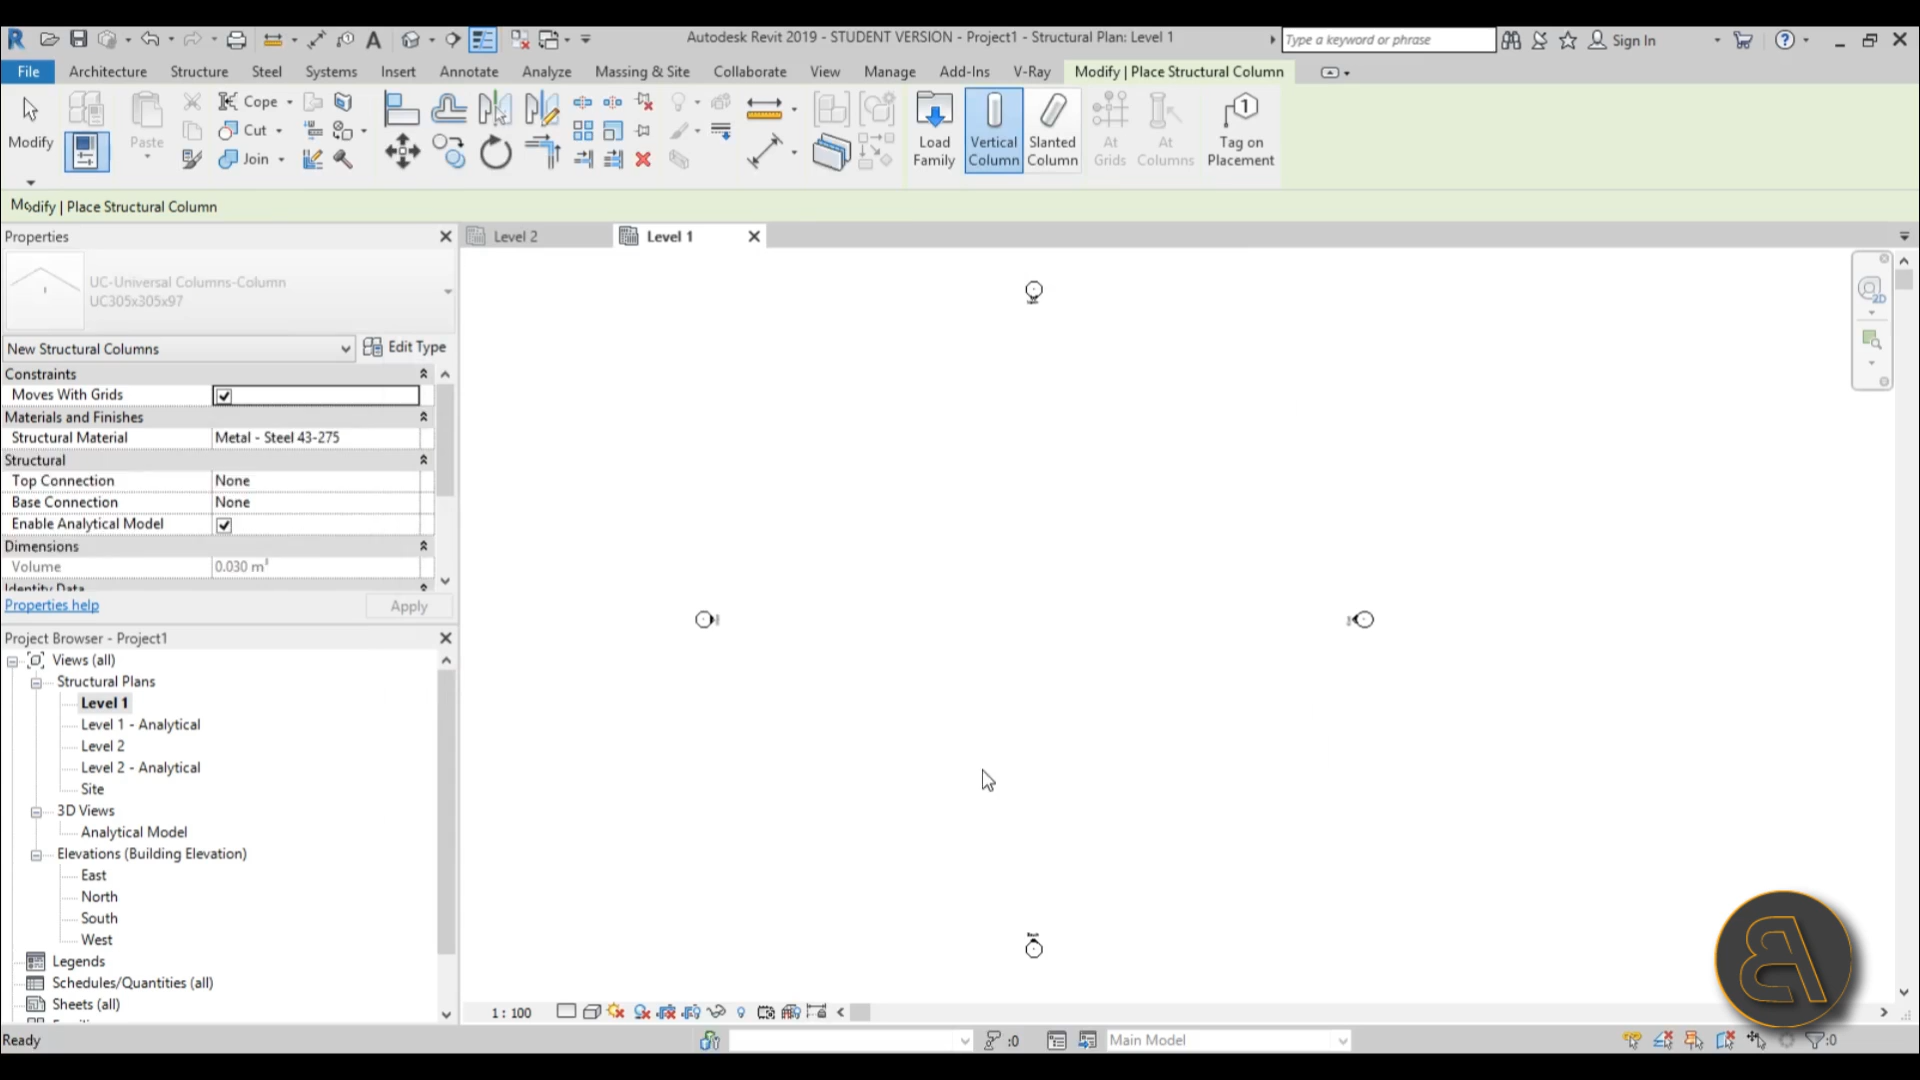 Autodesk Revit 2019 - STUDENT VERSION - Project1 - Structural Plan: Level 1
Type a keyword or phrase
Sign In
File Architecture Structure Steel Systems Insert Annotate Analyze Massing & Site Collaborate View Manage Add-Ins V-Ray Modify | Place Structural Column
Modify
Paste
Cope
Cut
Join
Load Family
Vertical Column
Slanted Column
At Grids
At Columns
Tag on Placement
Modify | Place Structural Column
Properties
Level 2
Level 1
UC-Universal Columns-Column
UC305x305x97
New Structural Columns
Edit Type
Constraints
Moves With Grids
Materials and Finishes
Structural Material Metal - Steel 43-275
Structural
Top Connection None
Base Connection None
Enable Analytical Model
Dimensions
Volume 0.030 m³
Identity Data
Properties help
Apply
Project Browser - Project1
Views (all)
Structural Plans
Level 1
Level 1 - Analytical
Level 2
Level 2 - Analytical
Site
3D Views
Analytical Model
Elevations (Building Elevation)
East
North
South
West
Legends
Schedules/Quantities (all)
Sheets (all)
1 : 100
2D
Ready
:0
Main Model
:0